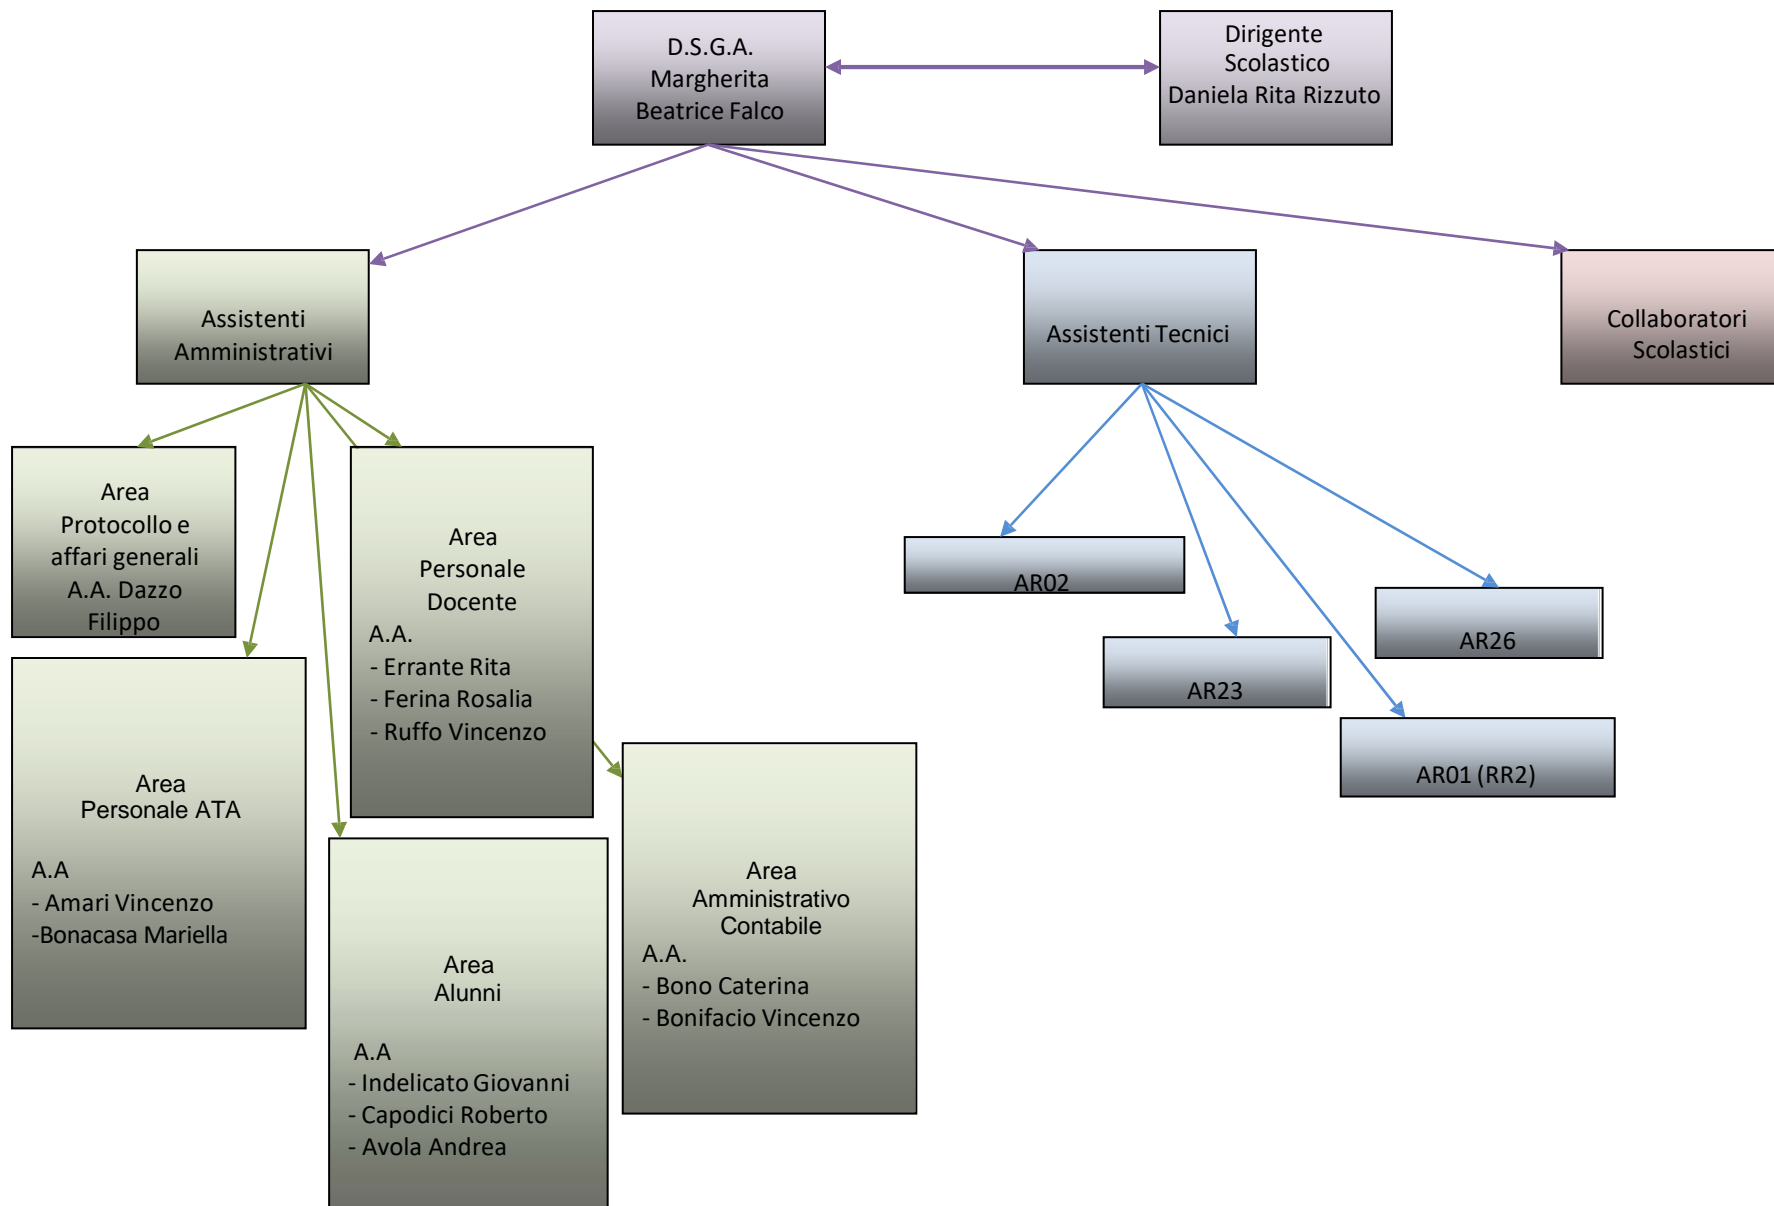 D.S.G.A.
Margherita
Beatrice Falco
Dirigente
Scolastico
Daniela Rita Rizzuto
Assistenti
Amministrativi
Assistenti Tecnici
Collaboratori
Scolastici
Area
Protocollo e
affari generali
A.A. Dazzo
Filippo
Area
Personale
Docente
A.A.
- Errante Rita
- Ferina Rosalia
- Ruffo Vincenzo
AR02
AR26
AR23
AR01 (RR2)
Area
Personale ATA
A.A
- Amari Vincenzo
-Bonacasa Mariella
Area
Alunni
A.A
- Indelicato Giovanni
- Capodici Roberto
- Avola Andrea
Area
Amministrativo
Contabile
A.A.
- Bono Caterina
- Bonifacio Vincenzo